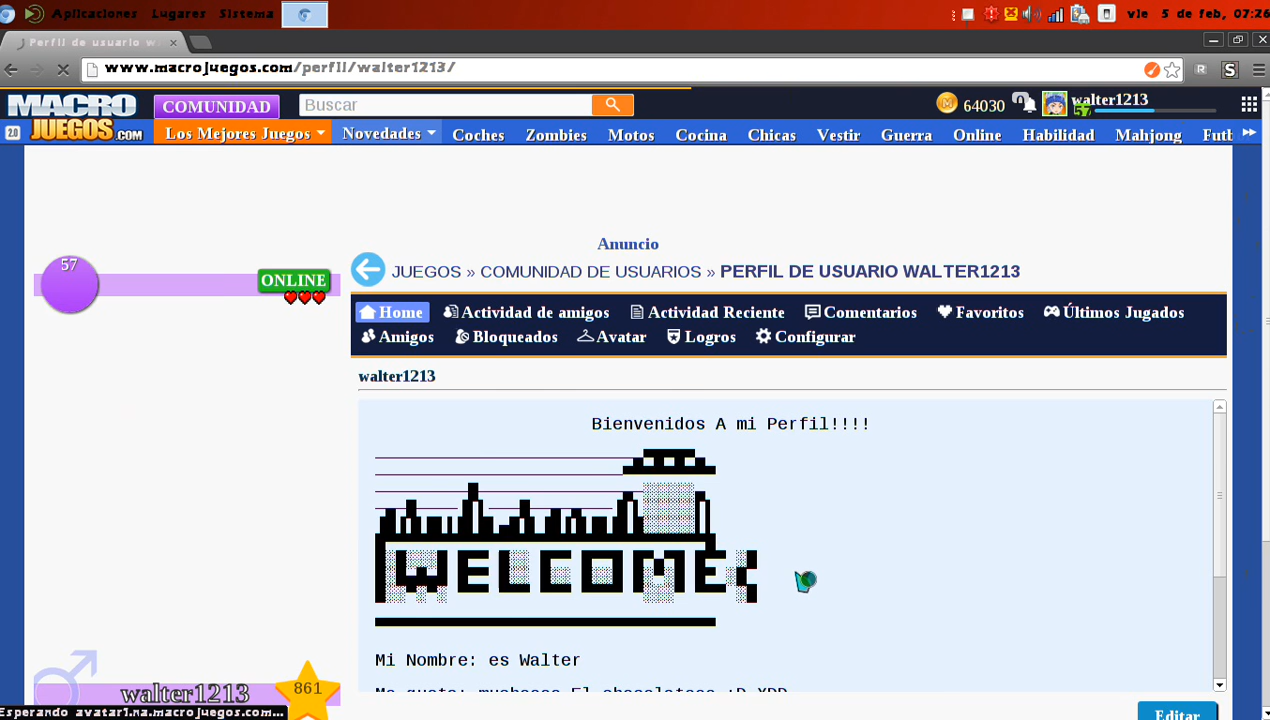 Aplicaciones Lugares Sistema
vie 5 de feb, 07:26
Perfil de usuario w
www.macrojuegos.com/perfil/walter1213/
MACRO JUEGOS.COM
COMUNIDAD
Buscar
64030
walter1213
2.0
Los Mejores Juegos Novedades Coches Zombies Motos Cocina Chicas Vestir Guerra Online Habilidad Mahjong Futb
Anuncio
57
ONLINE
JUEGOS » COMUNIDAD DE USUARIOS » PERFIL DE USUARIO WALTER1213
Home Actividad de amigos Actividad Reciente Comentarios Favoritos Últimos Jugados
Amigos Bloqueados Avatar Logros Configurar
walter1213
Bienvenidos A mi Perfil!!!!
WELCOME
Mi Nombre: es Walter
walter1213
861
Esperando avatar1.na.macrojuegos.com...
Editar